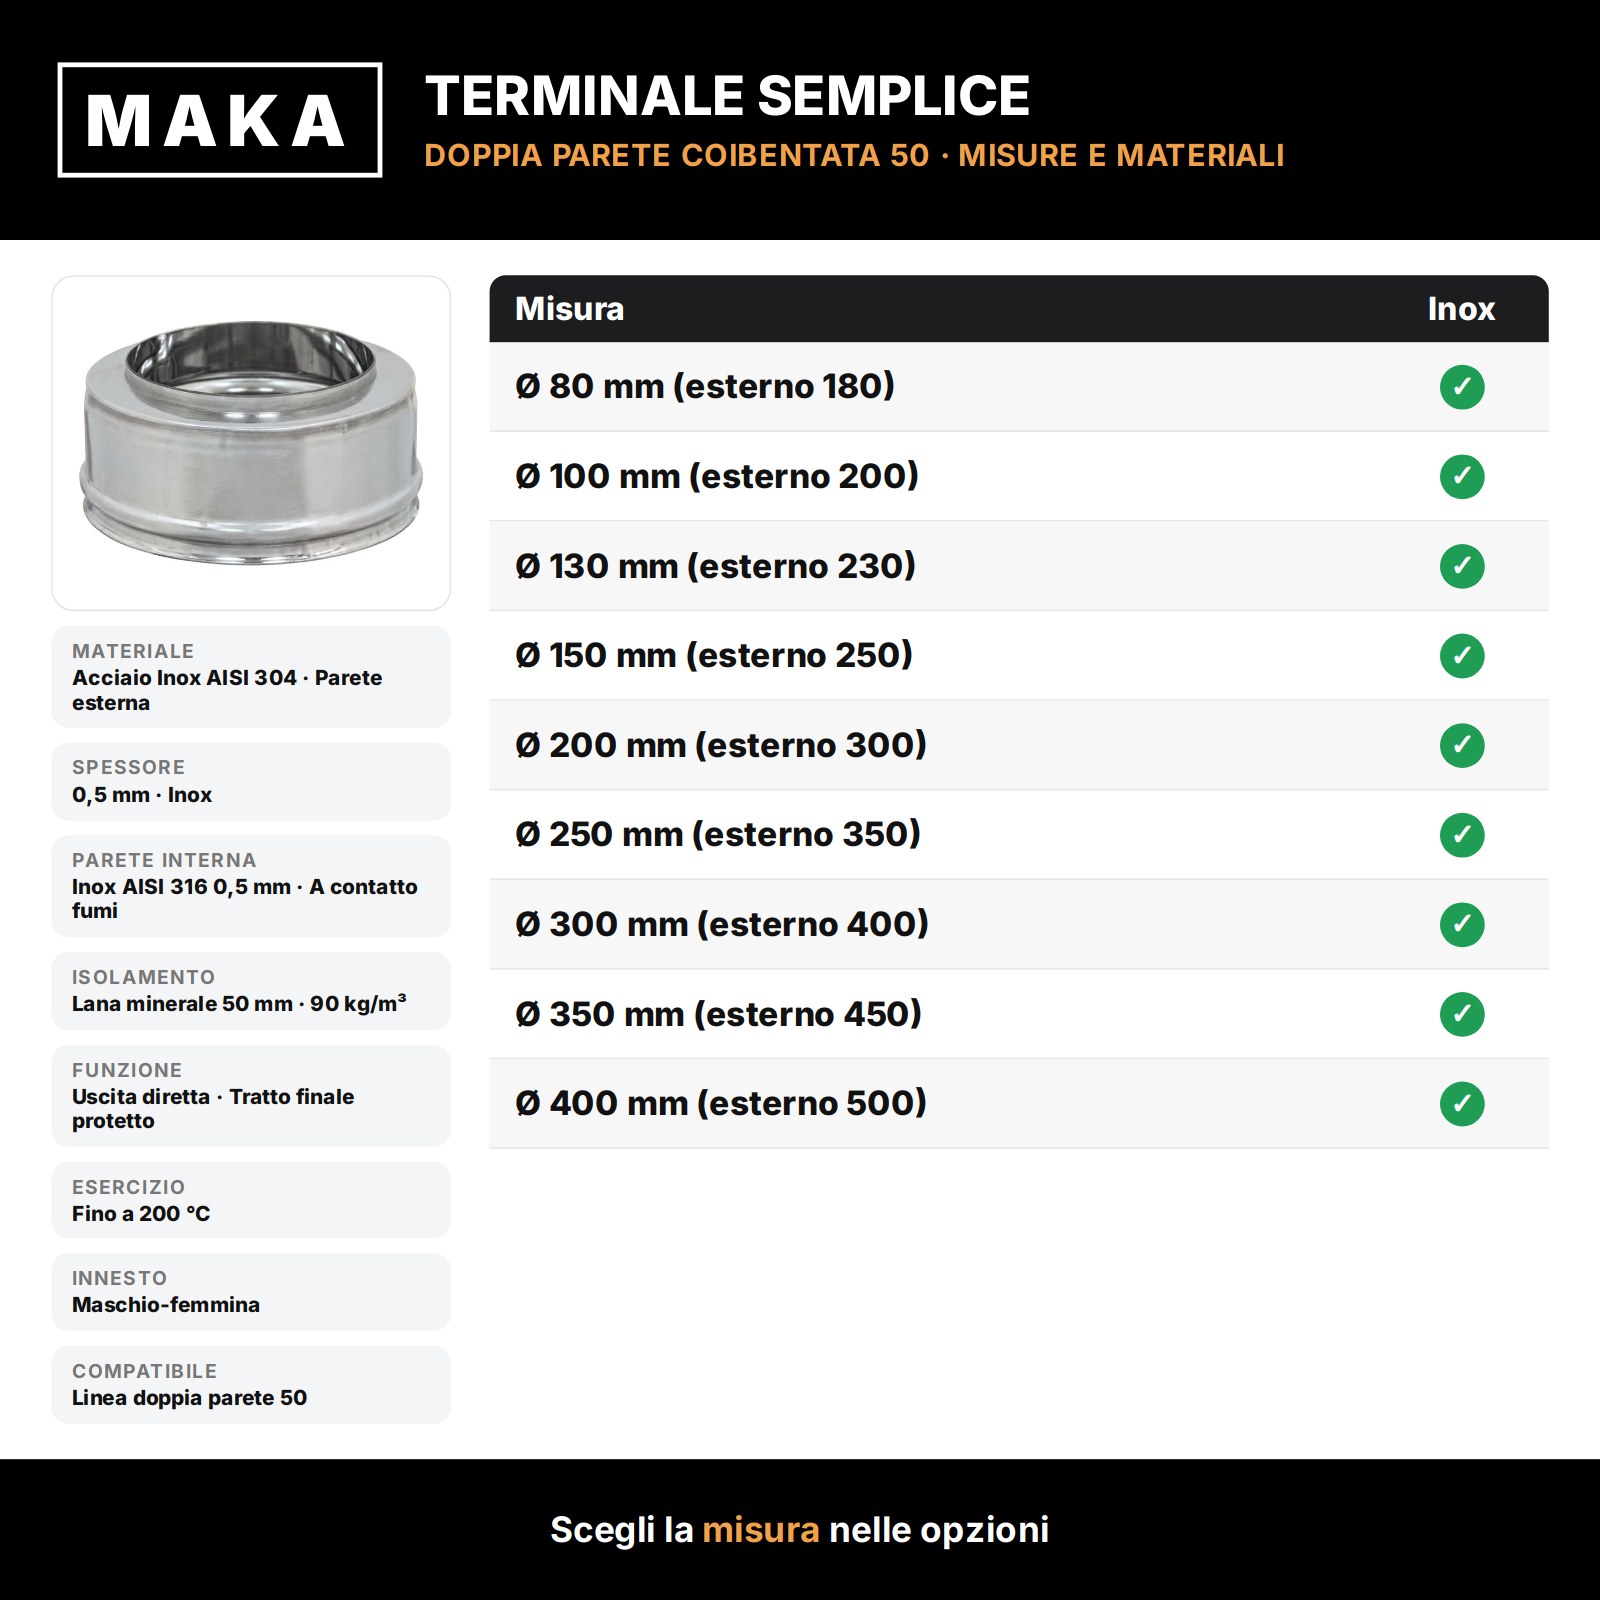 MAKA
TERMINALE SEMPLICE
DOPPIA PARETE COIBENTATA 50 · MISURE E MATERIALI
MATERIALE
Acciaio Inox AISI 304 · Parete
esterna
SPESSORE
0,5 mm · Inox
PARETE INTERNA
Inox AISI 316 0,5 mm · A contatto
fumi
ISOLAMENTO
Lana minerale 50 mm · 90 kg/m³
FUNZIONE
Uscita diretta · Tratto finale
protetto
ESERCIZIO
Fino a 200 °C
INNESTO
Maschio-femmina
COMPATIBILE
Linea doppia parete 50
Misura Inox
Ø 80 mm (esterno 180) ✓
Ø 100 mm (esterno 200) ✓
Ø 130 mm (esterno 230) ✓
Ø 150 mm (esterno 250) ✓
Ø 200 mm (esterno 300) ✓
Ø 250 mm (esterno 350) ✓
Ø 300 mm (esterno 400) ✓
Ø 350 mm (esterno 450) ✓
Ø 400 mm (esterno 500) ✓
Scegli la misura nelle opzioni